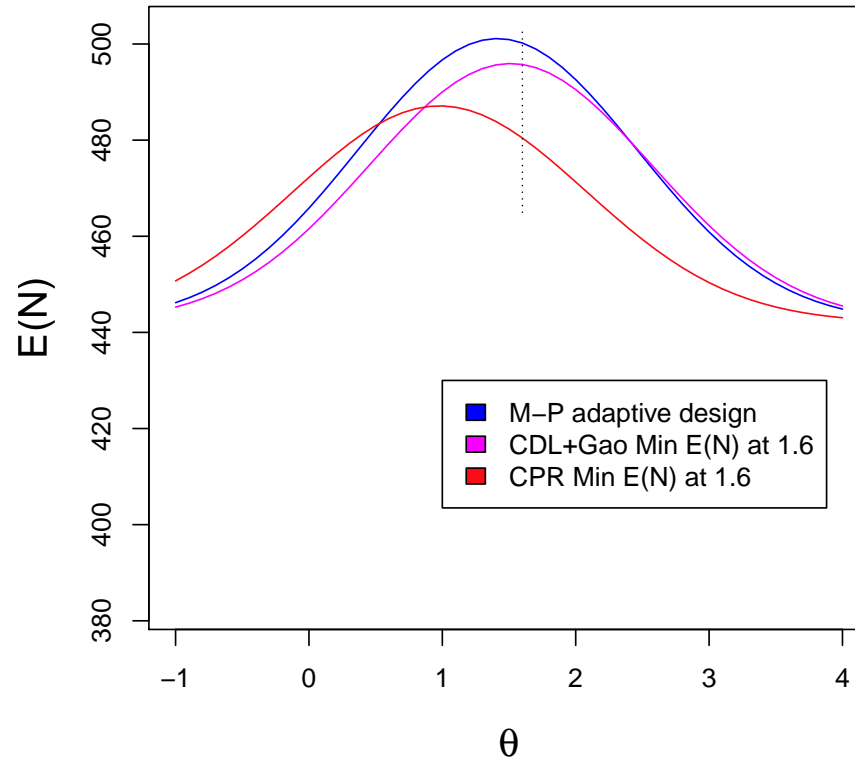 E(N)
500
480
460
440
420
400
380
M−P adaptive design
CDL+Gao Min E(N) at 1.6
CPR Min E(N) at 1.6
−1 0 1 2 3 4
θ